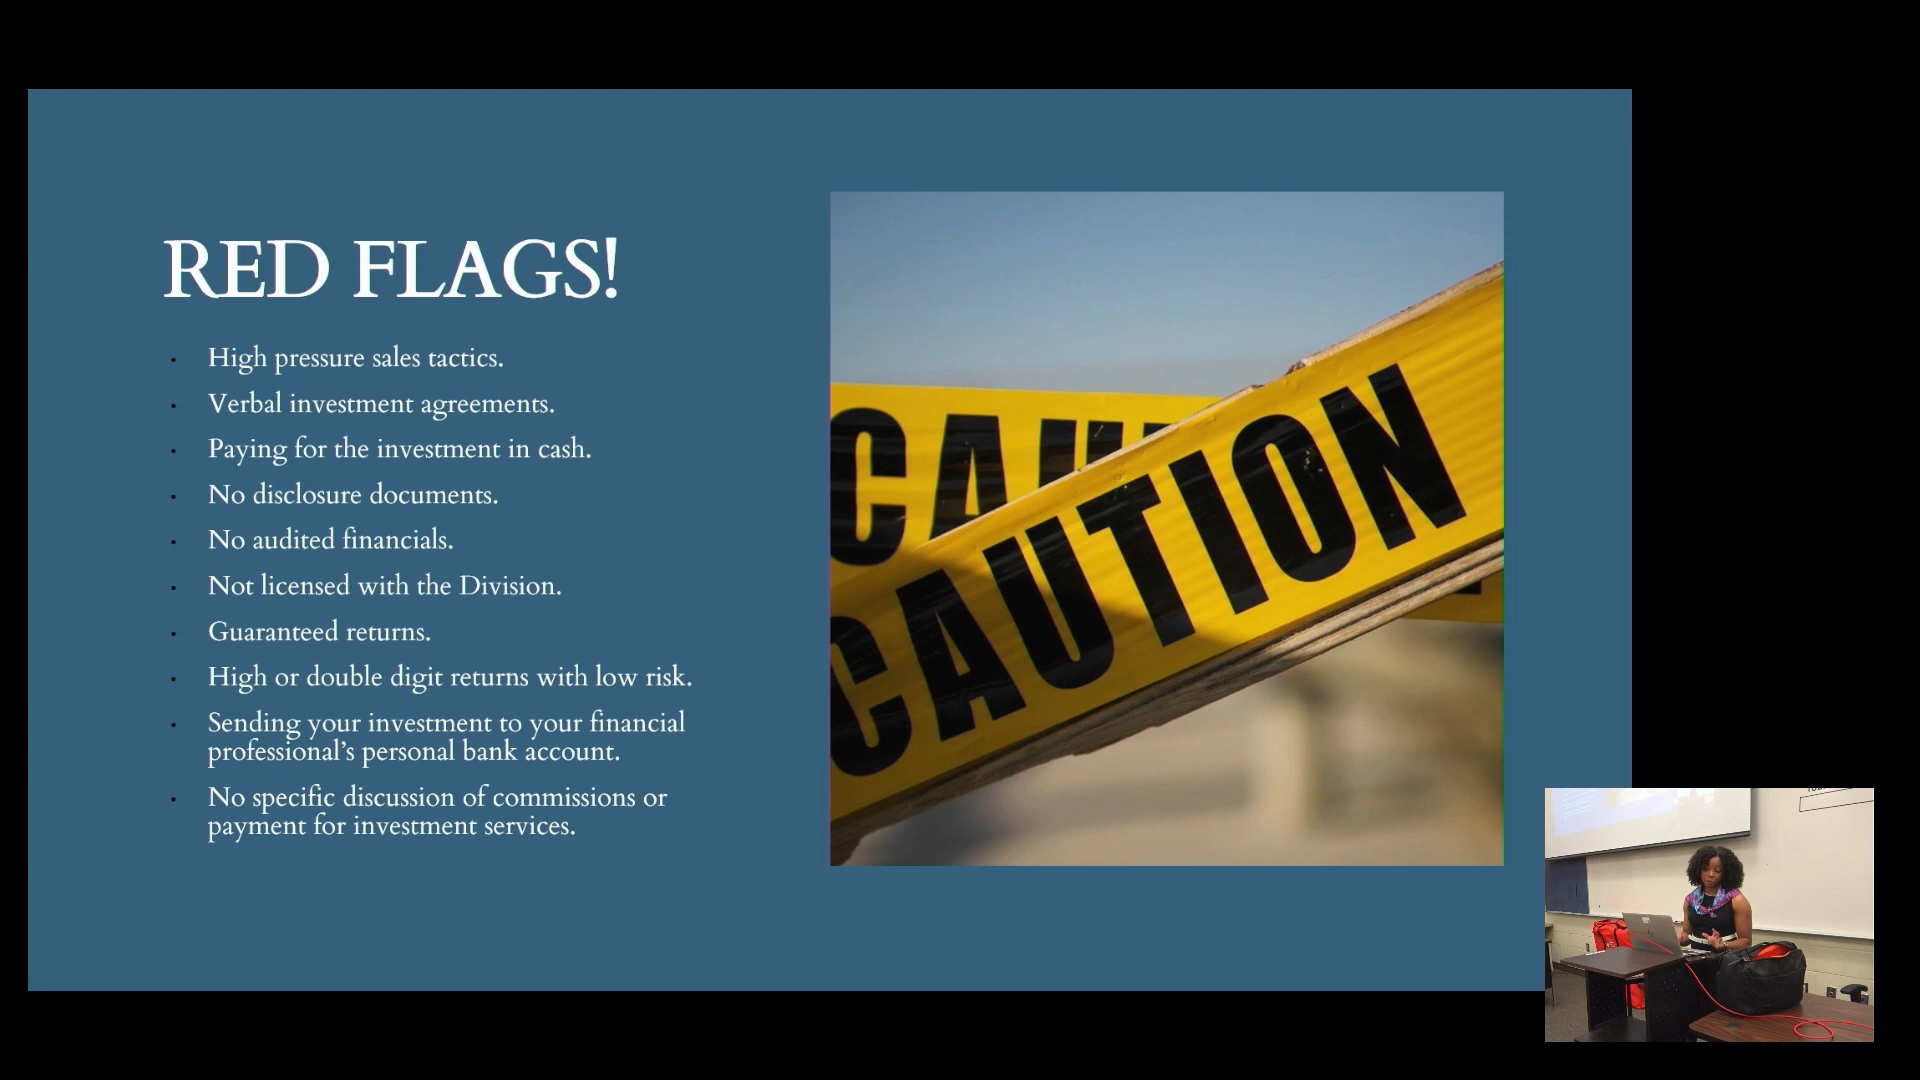 RED FLAGS!
High pressure sales tactics.
Verbal investment agreements.
Paying for the investment in cash.
No disclosure documents.
No audited financials.
Not licensed with the Division.
Guaranteed returns.
High or double digit returns with low risk.
Sending your investment to your financial
professional’s personal bank account.
No specific discussion of commissions or
payment for investment services.
CAUTION